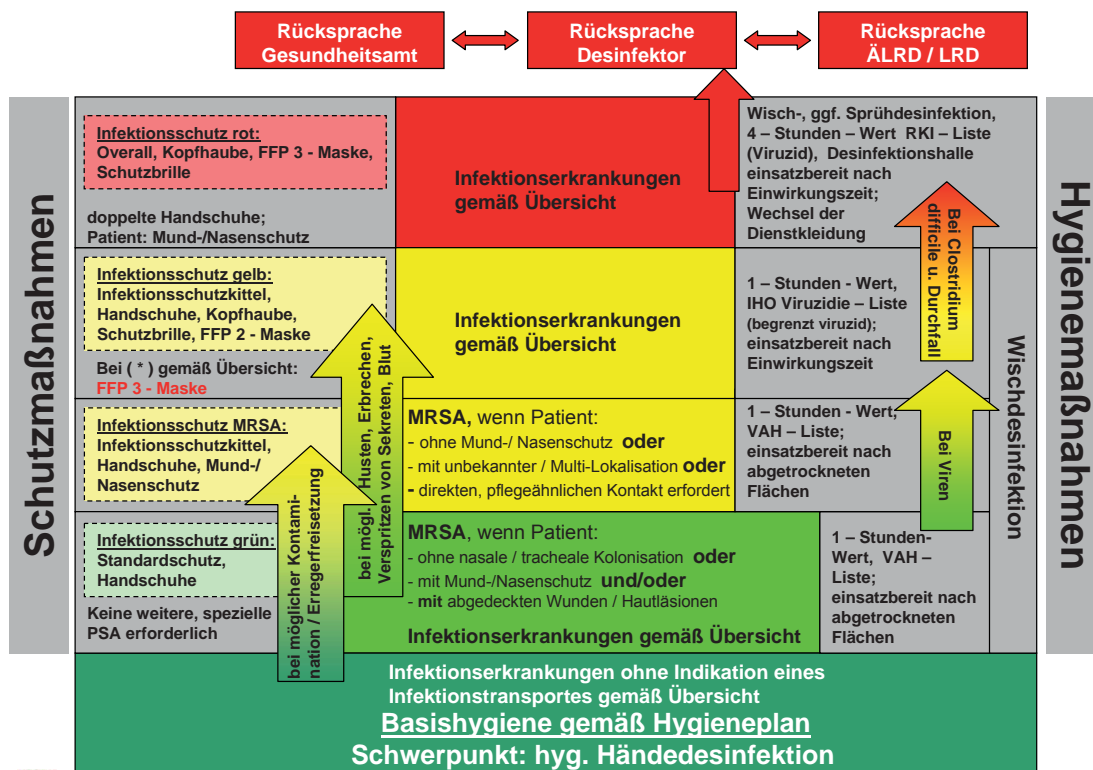 Rücksprache
Gesundheitsamt
Rücksprache
Desinfektor
Rücksprache
ÄLRD / LRD
Schutzmaßnahmen
Infektionsschutz rot:
Overall, Kopfhaube, FFP 3 - Maske,
Schutzbrille
doppelte Handschuhe;
Patient: Mund-/Nasenschutz
Infektionserkrankungen
gemäß Übersicht
Wisch-, ggf. Sprühdesinfektion,
4 – Stunden – Wert RKI – Liste
(Viruzid), Desinfektionshalle
einsatzbereit nach
Einwirkungszeit;
Wechsel der
Dienstkleidung
Bei Clostridium
difficile u. Durchfall
Hygienemaßnahmen
Infektionsschutz gelb:
Infektionsschutzkittel,
Handschuhe, Kopfhaube,
Schutzbrille, FFP 2 - Maske
Bei ( * ) gemäß Übersicht:
FFP 3 - Maske
bei mögl. Husten, Erbrechen,
Verspritzen von Sekreten, Blut
Infektionserkrankungen
gemäß Übersicht
1 – Stunden - Wert,
IHO Viruzidie – Liste
(begrenzt viruzid);
einsatzbereit nach
Einwirkungszeit
Wischdesinfektion
Infektionsschutz MRSA:
Infektionsschutzkittel,
Handschuhe, Mund-/
Nasenschutz
bei möglicher Kontami-
nation / Erregerfreisetzung
MRSA, wenn Patient:
- ohne Mund-/ Nasenschutz oder
- mit unbekannter / Multi-Lokalisation oder
- direkten, pflegeähnlichen Kontakt erfordert
1 – Stunden - Wert;
VAH – Liste;
einsatzbereit nach
abgetrockneten
Flächen
Bei Viren
Infektionsschutz grün:
Standardschutz,
Handschuhe
Keine weitere, spezielle
PSA erforderlich
MRSA, wenn Patient:
- ohne nasale / tracheale Kolonisation oder
- mit Mund-/Nasenschutz und/oder
- mit abgedeckten Wunden / Hautläsionen
Infektionserkrankungen gemäß Übersicht
1 – Stunden-
Wert, VAH –
Liste;
einsatzbereit nach
abgetrockneten
Flächen
Infektionserkrankungen ohne Indikation eines
Infektionstransportes gemäß Übersicht
Basishygiene gemäß Hygieneplan
Schwerpunkt: hyg. Händedesinfektion